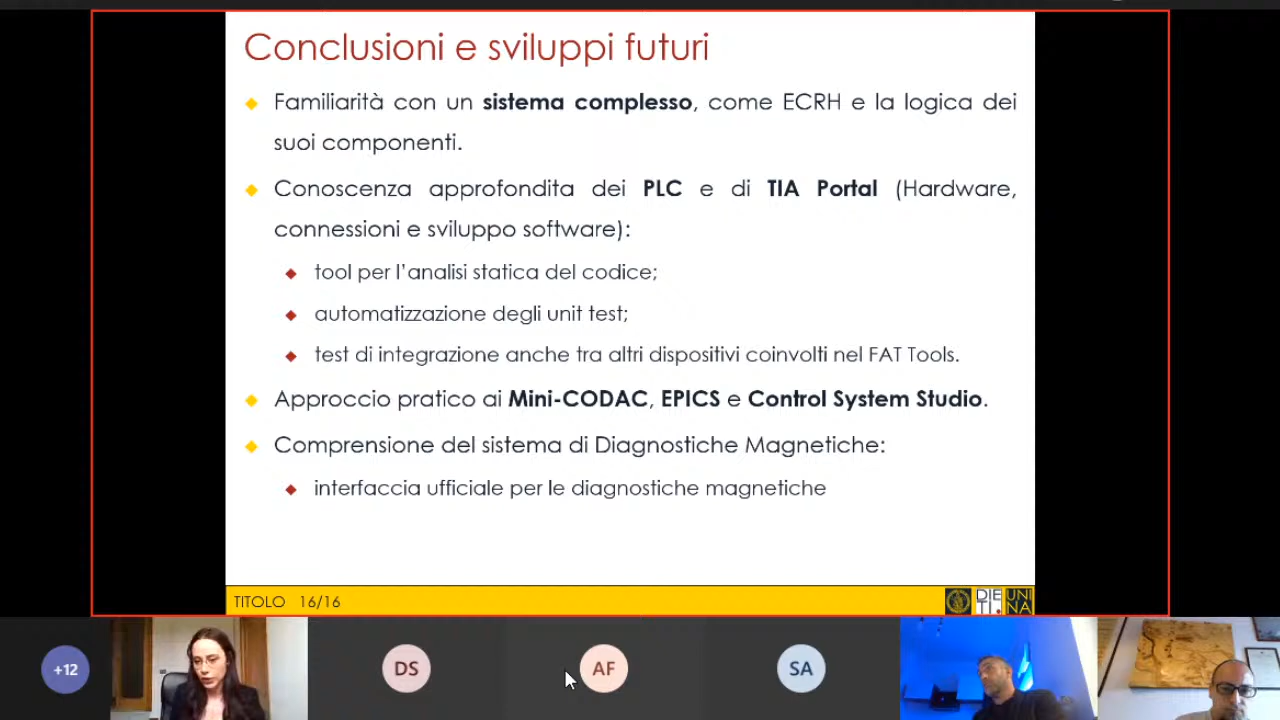 Conclusioni e sviluppi futuri
Familiarità con un sistema complesso, come ECRH e la logica dei
suoi componenti.
Conoscenza approfondita dei PLC e di TIA Portal (Hardware,
connessioni e sviluppo software):
tool per l'analisi statica del codice;
automatizzazione degli unit test;
test di integrazione anche tra altri dispositivi coinvolti nel FAT Tools.
Approccio pratico ai Mini-CODAC, EPICS e Control System Studio.
Comprensione del sistema di Diagnostiche Magnetiche:
interfaccia ufficiale per le diagnostiche magnetiche
TITOLO 16/16
DIE
TI.
UNI
NA
+12
DS
AF
SA